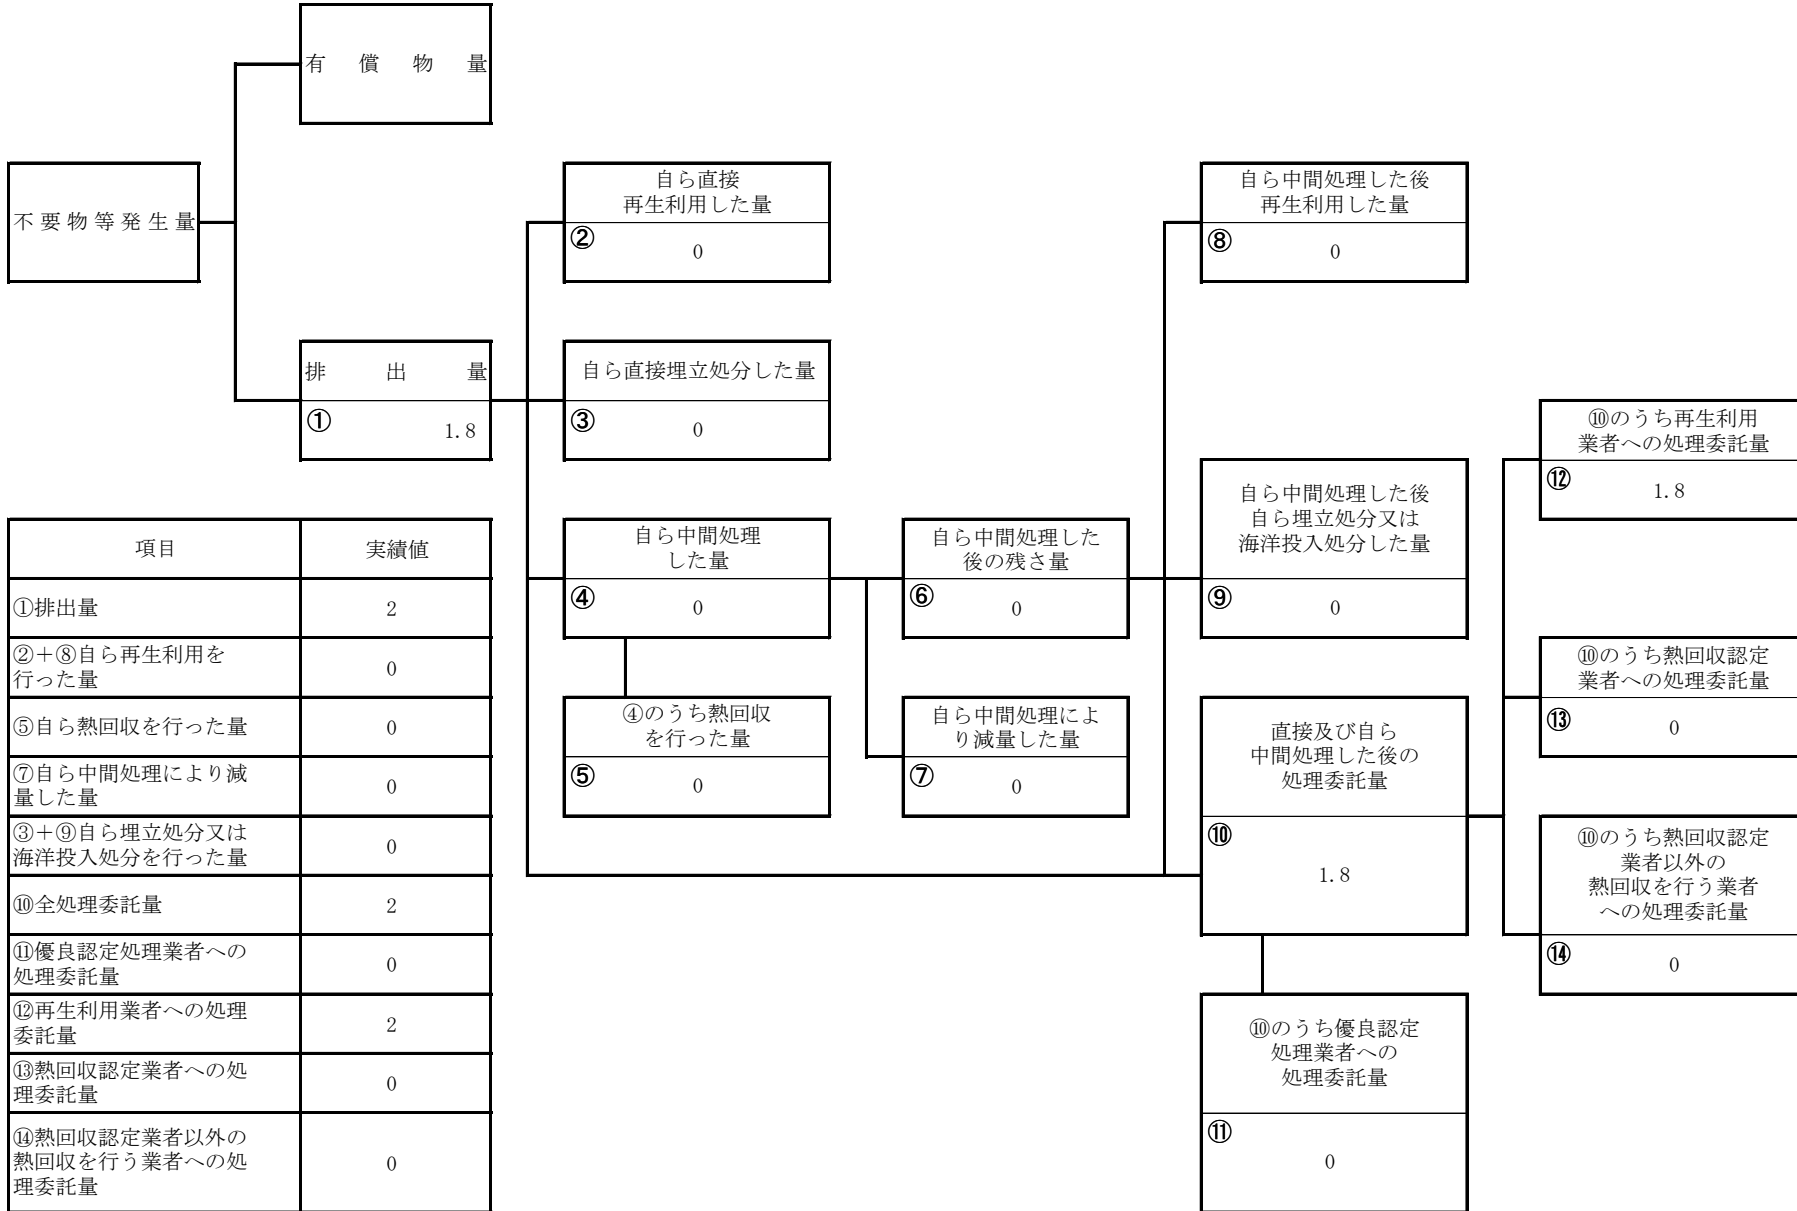 有償物量
不要物等発生量
排出量
①
1.8
自ら直接
再生利用した量
②
0
自ら直接埋立処分した量
③
0
自ら中間処理
した量
④
0
④のうち熱回収
を行った量
⑤
0
自ら中間処理した
後の残さ量
⑥
0
自ら中間処理によ
り減量した量
⑦
0
自ら中間処理した後
再生利用した量
⑧
0
自ら中間処理した後
自ら埋立処分又は
海洋投入処分した量
⑨
0
直接及び自ら
中間処理した後の
処理委託量
⑩
1.8
⑩のうち優良認定
処理業者への
処理委託量
⑪
0
⑩のうち再生利用
業者への処理委託量
⑫
1.8
⑩のうち熱回収認定
業者への処理委託量
⑬
0
⑩のうち熱回収認定
業者以外の
熱回収を行う業者
への処理委託量
⑭
0
項目 実績値
①排出量 2
②＋⑧自ら再生利用を
行った量 0
⑤自ら熱回収を行った量 0
⑦自ら中間処理により減
量した量 0
③＋⑨自ら埋立処分又は
海洋投入処分を行った量 0
⑩全処理委託量 2
⑪優良認定処理業者への
処理委託量 0
⑫再生利用業者への処理
委託量 2
⑬熱回収認定業者への処
理委託量 0
⑭熱回収認定業者以外の
熱回収を行う業者への処
理委託量 0